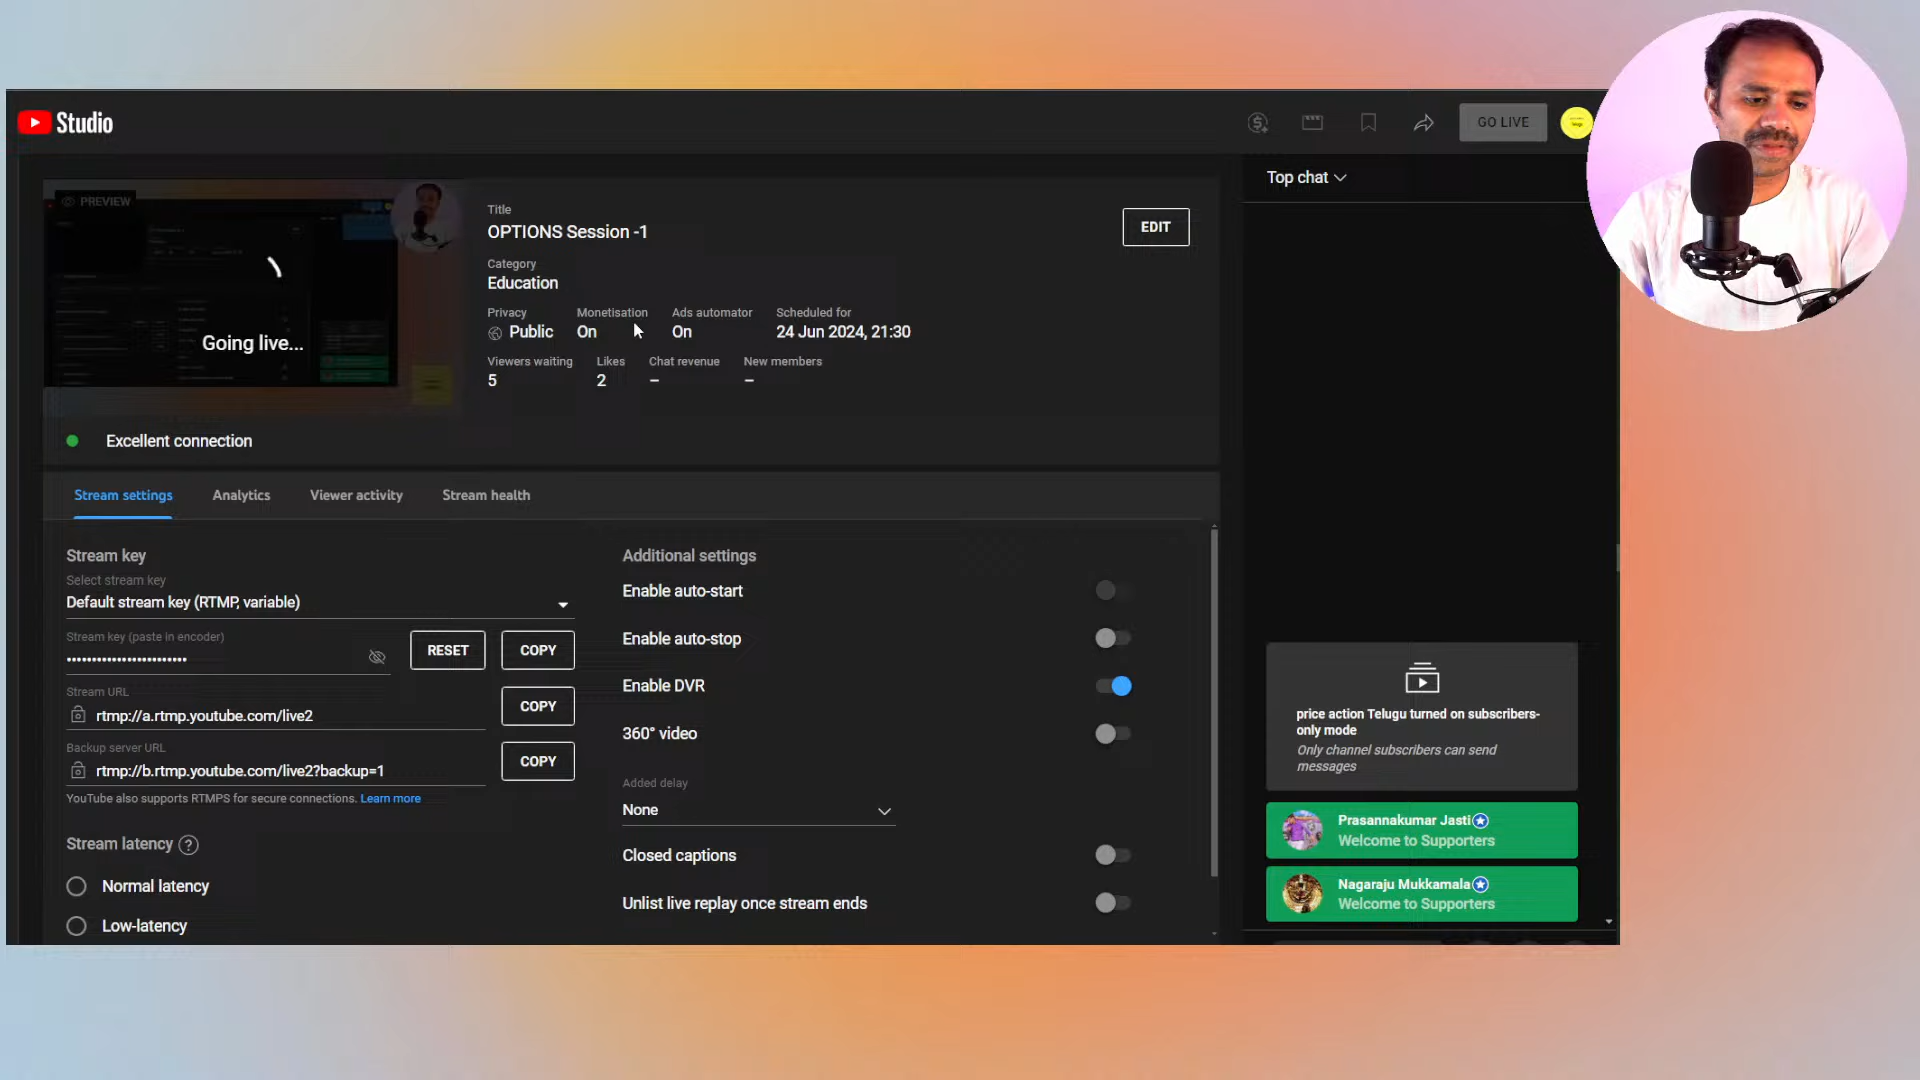 Studio
GO LIVE
PREVIEW
Going live...
Title
OPTIONS Session -1
EDIT
Category
Education
Privacy
Public
Monetisation
On
Ads automator
On
Scheduled for
24 Jun 2024, 21:30
Viewers waiting
5
Likes
2
Chat revenue
–
New members
–
Excellent connection
Stream settings
Analytics
Viewer activity
Stream health
Stream key
Select stream key
Default stream key (RTMP, variable)
Stream key (paste in encoder)
••••••••••••••••••••••••
RESET
COPY
Stream URL
rtmp://a.rtmp.youtube.com/live2
COPY
Backup server URL
rtmp://b.rtmp.youtube.com/live2?backup=1
COPY
YouTube also supports RTMPS for secure connections. Learn more
Stream latency ?
Normal latency
Low-latency
Additional settings
Enable auto-start
Enable auto-stop
Enable DVR
360° video
Added delay
None
Closed captions
Unlist live replay once stream ends
Top chat
price action Telugu turned on subscribers-
only mode
Only channel subscribers can send
messages
Prasannakumar Jasti
Welcome to Supporters
Nagaraju Mukkamala
Welcome to Supporters